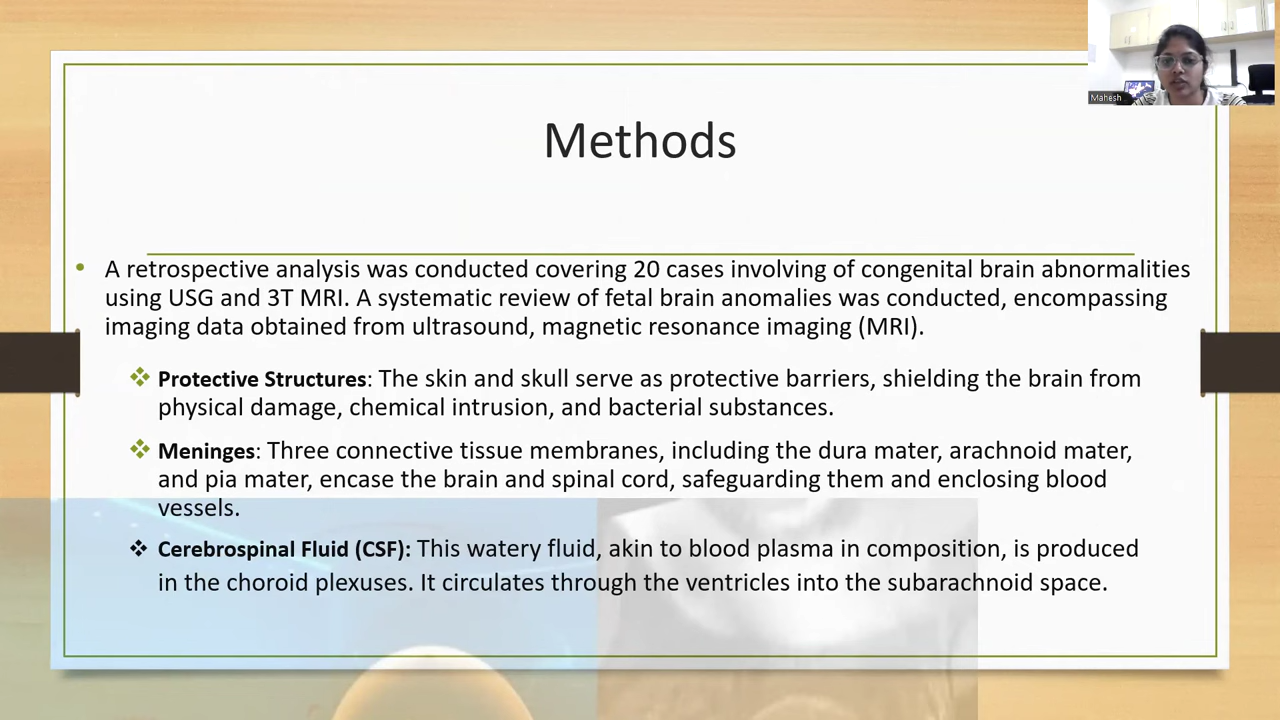 Mahesh
Methods
• A retrospective analysis was conducted covering 20 cases involving of congenital brain abnormalities
using USG and 3T MRI. A systematic review of fetal brain anomalies was conducted, encompassing
imaging data obtained from ultrasound, magnetic resonance imaging (MRI).
❖ Protective Structures: The skin and skull serve as protective barriers, shielding the brain from
physical damage, chemical intrusion, and bacterial substances.
❖ Meninges: Three connective tissue membranes, including the dura mater, arachnoid mater,
and pia mater, encase the brain and spinal cord, safeguarding them and enclosing blood
vessels.
❖ Cerebrospinal Fluid (CSF): This watery fluid, akin to blood plasma in composition, is produced
in the choroid plexuses. It circulates through the ventricles into the subarachnoid space.